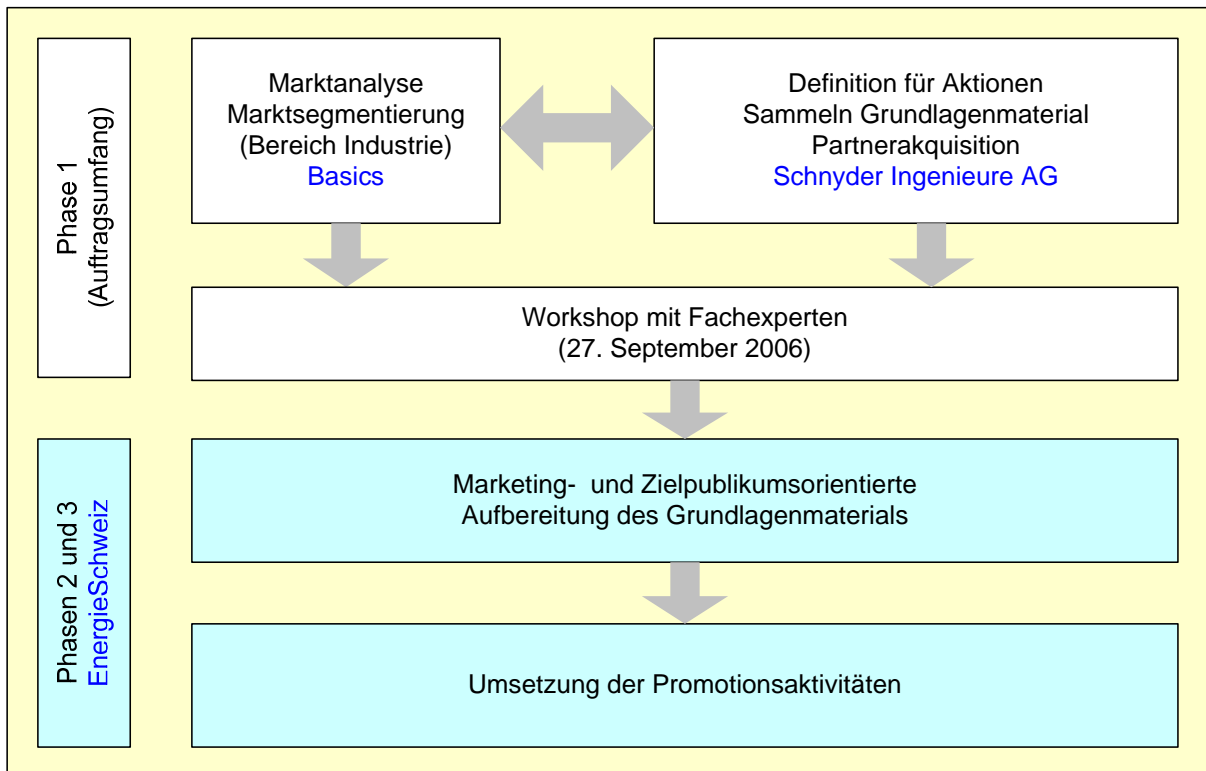 Phase 1
(Auftragsumfang)
Marktanalyse
Marktsegmentierung
(Bereich Industrie)
Basics
Definition für Aktionen
Sammeln Grundlagenmaterial
Partnerakquisition
Schnyder Ingenieure AG
Workshop mit Fachexperten
(27. September 2006)
Phasen 2 und 3
EnergieSchweiz
Marketing- und Zielpublikumsorientierte
Aufbereitung des Grundlagenmaterials
Umsetzung der Promotionsaktivitäten